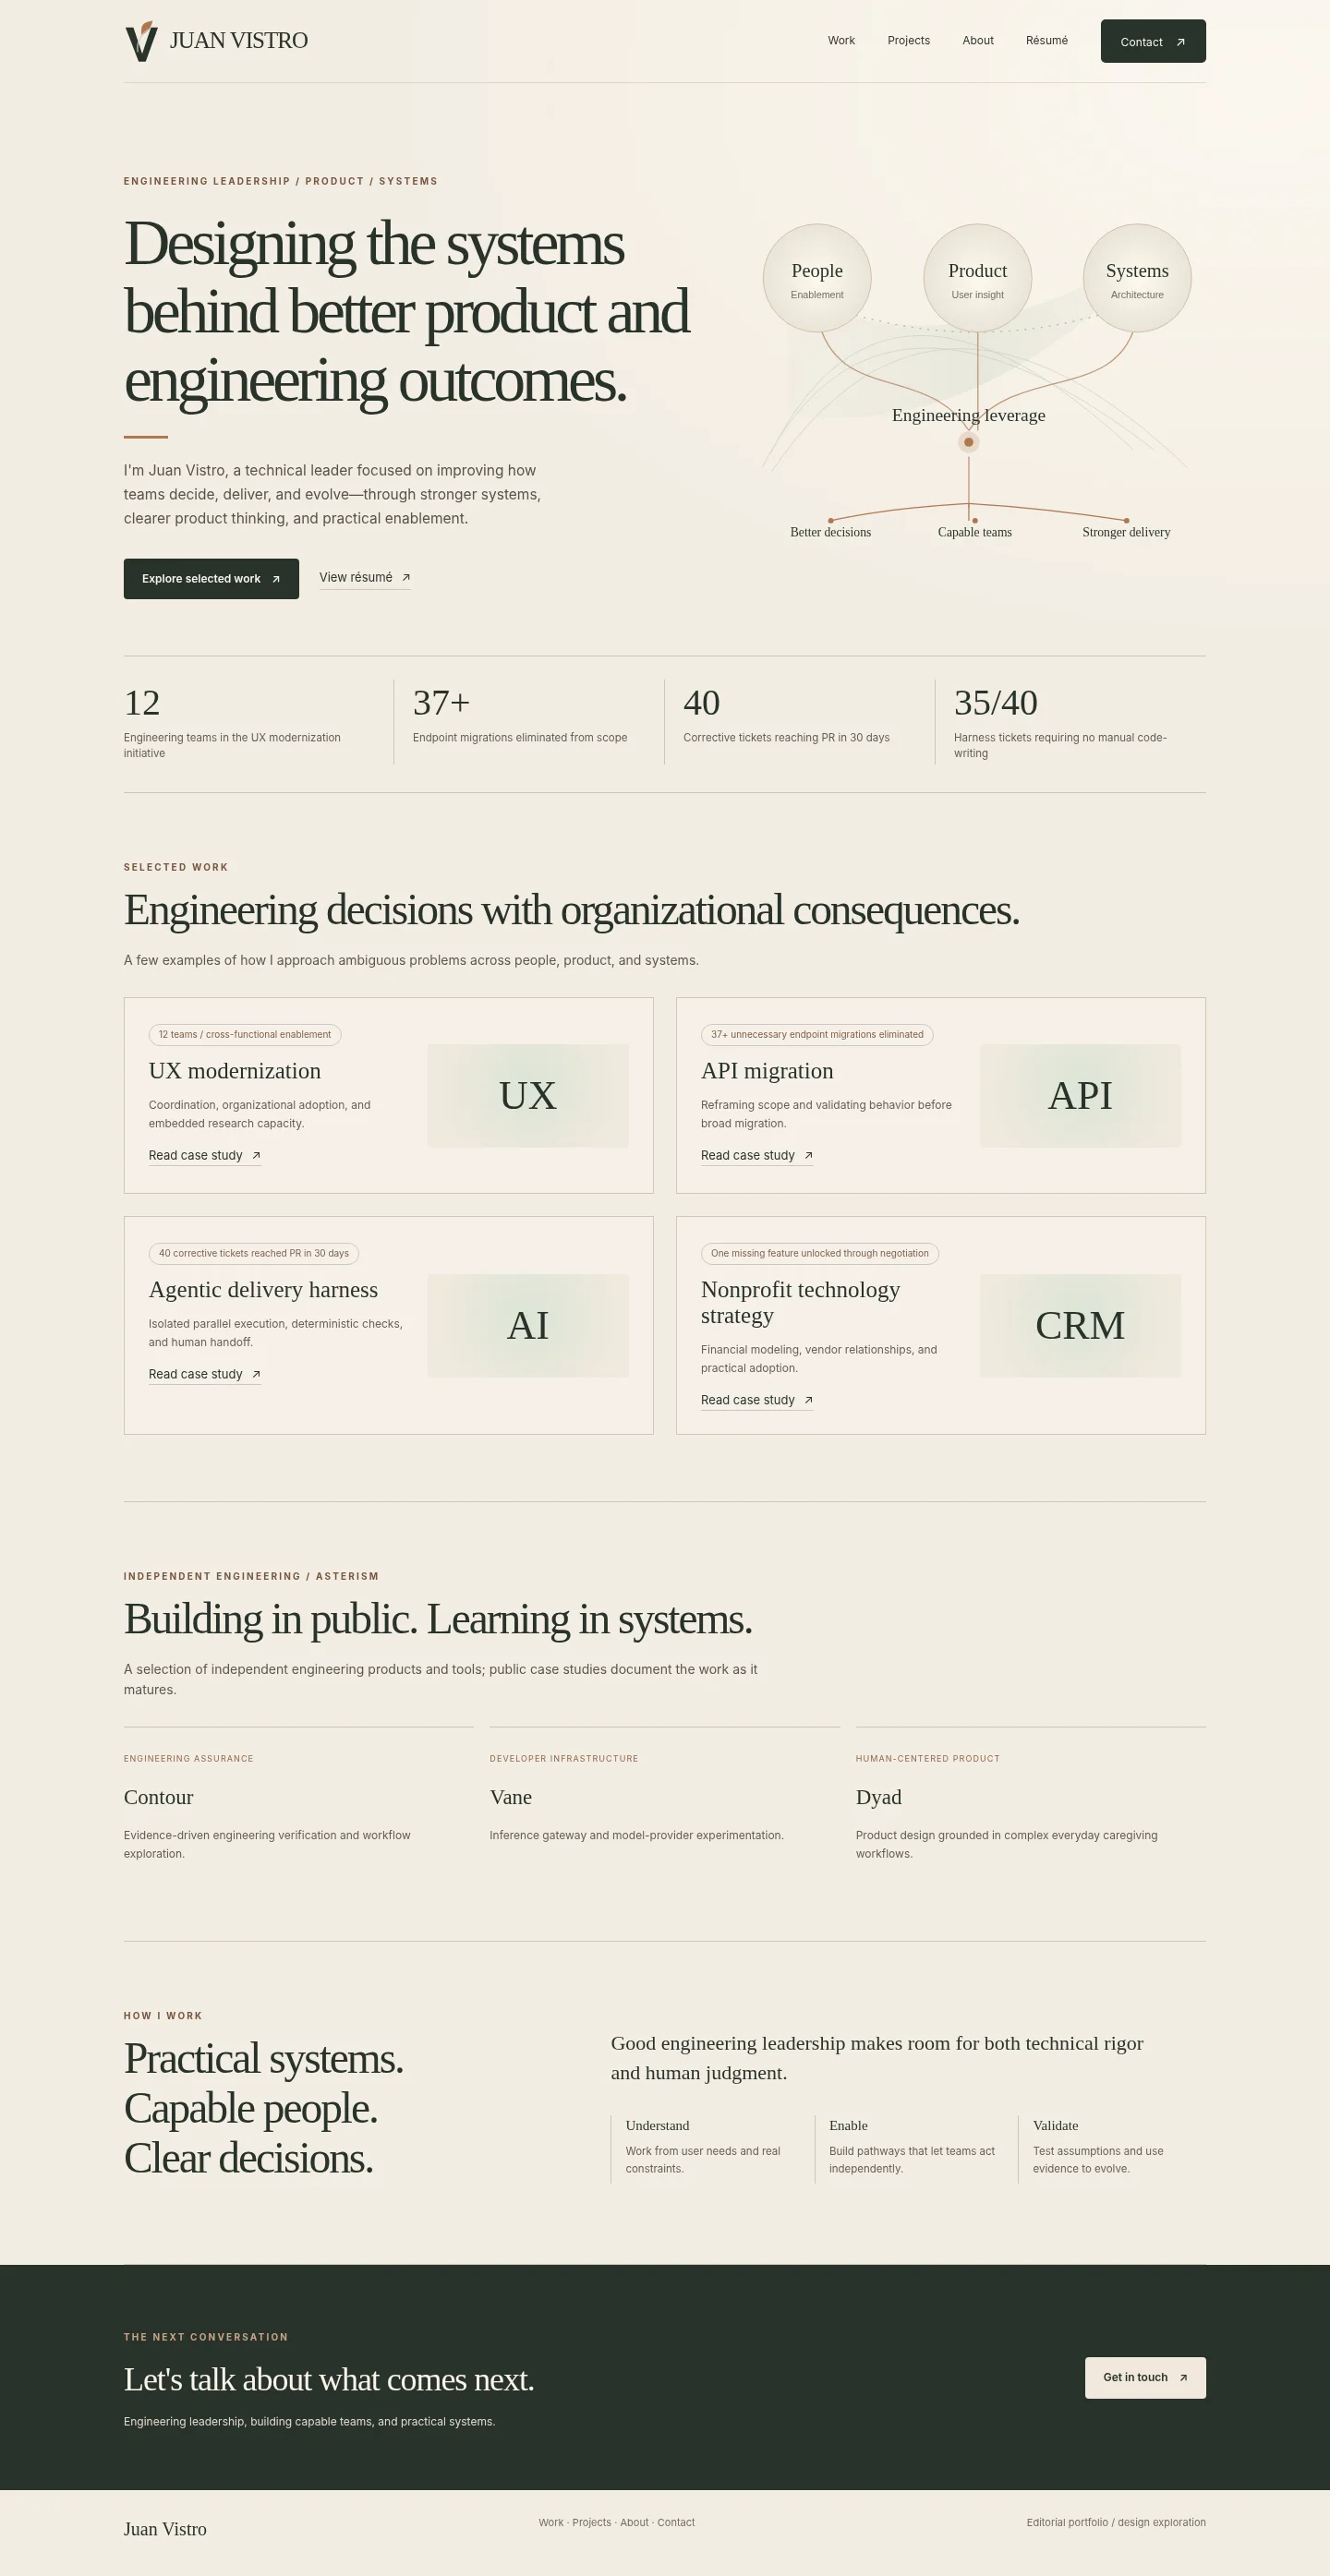 JUAN VISTRO
Work
Projects
About
Résumé
Contact ↗
ENGINEERING LEADERSHIP / PRODUCT / SYSTEMS
Designing the systems
behind better product and
engineering outcomes.
I'm Juan Vistro, a technical leader focused on improving how
teams decide, deliver, and evolve—through stronger systems,
clearer product thinking, and practical enablement.
Explore selected work ↗
View résumé ↗
People
Enablement
Product
User insight
Systems
Architecture
Engineering leverage
Better decisions
Capable teams
Stronger delivery
12
Engineering teams in the UX modernization
initiative
37+
Endpoint migrations eliminated from scope
40
Corrective tickets reaching PR in 30 days
35/40
Harness tickets requiring no manual code-
writing
SELECTED WORK
Engineering decisions with organizational consequences.
A few examples of how I approach ambiguous problems across people, product, and systems.
12 teams / cross-functional enablement
UX modernization
Coordination, organizational adoption, and
embedded research capacity.
Read case study ↗
UX
37+ unnecessary endpoint migrations eliminated
API migration
Reframing scope and validating behavior before
broad migration.
Read case study ↗
API
40 corrective tickets reached PR in 30 days
Agentic delivery harness
Isolated parallel execution, deterministic checks,
and human handoff.
Read case study ↗
AI
One missing feature unlocked through negotiation
Nonprofit technology
strategy
Financial modeling, vendor relationships, and
practical adoption.
Read case study ↗
CRM
INDEPENDENT ENGINEERING / ASTERISM
Building in public. Learning in systems.
A selection of independent engineering products and tools; public case studies document the work as it
matures.
ENGINEERING ASSURANCE
Contour
Evidence-driven engineering verification and workflow
exploration.
DEVELOPER INFRASTRUCTURE
Vane
Inference gateway and model-provider experimentation.
HUMAN-CENTERED PRODUCT
Dyad
Product design grounded in complex everyday caregiving
workflows.
HOW I WORK
Practical systems.
Capable people.
Clear decisions.
Good engineering leadership makes room for both technical rigor
and human judgment.
Understand
Work from user needs and real
constraints.
Enable
Build pathways that let teams act
independently.
Validate
Test assumptions and use
evidence to evolve.
THE NEXT CONVERSATION
Let's talk about what comes next.
Engineering leadership, building capable teams, and practical systems.
Get in touch ↗
Juan Vistro
Work · Projects · About · Contact
Editorial portfolio / design exploration